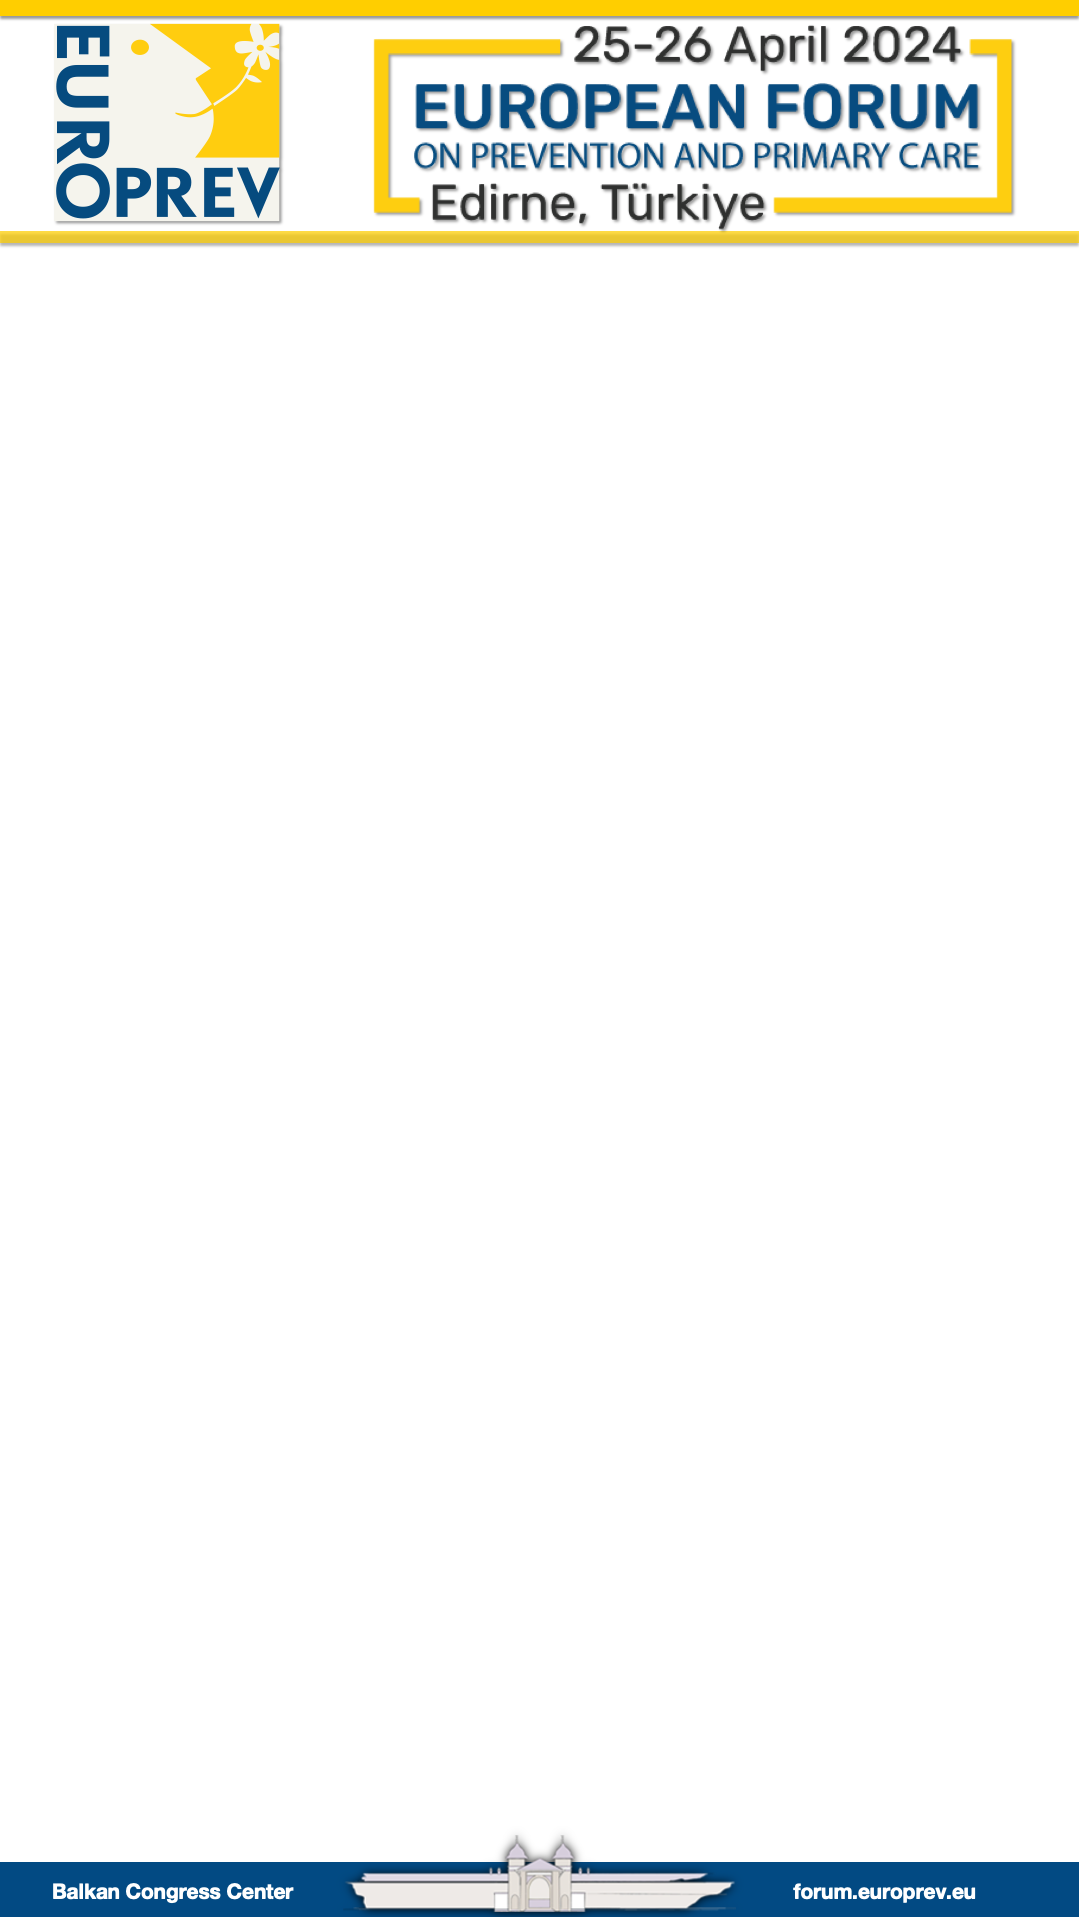 EUROPREV
25-26 April 2024
EUROPEAN FORUM
ON PREVENTION AND PRIMARY CARE
Edirne, Türkiye
Balkan Congress Center
forum.europrev.eu